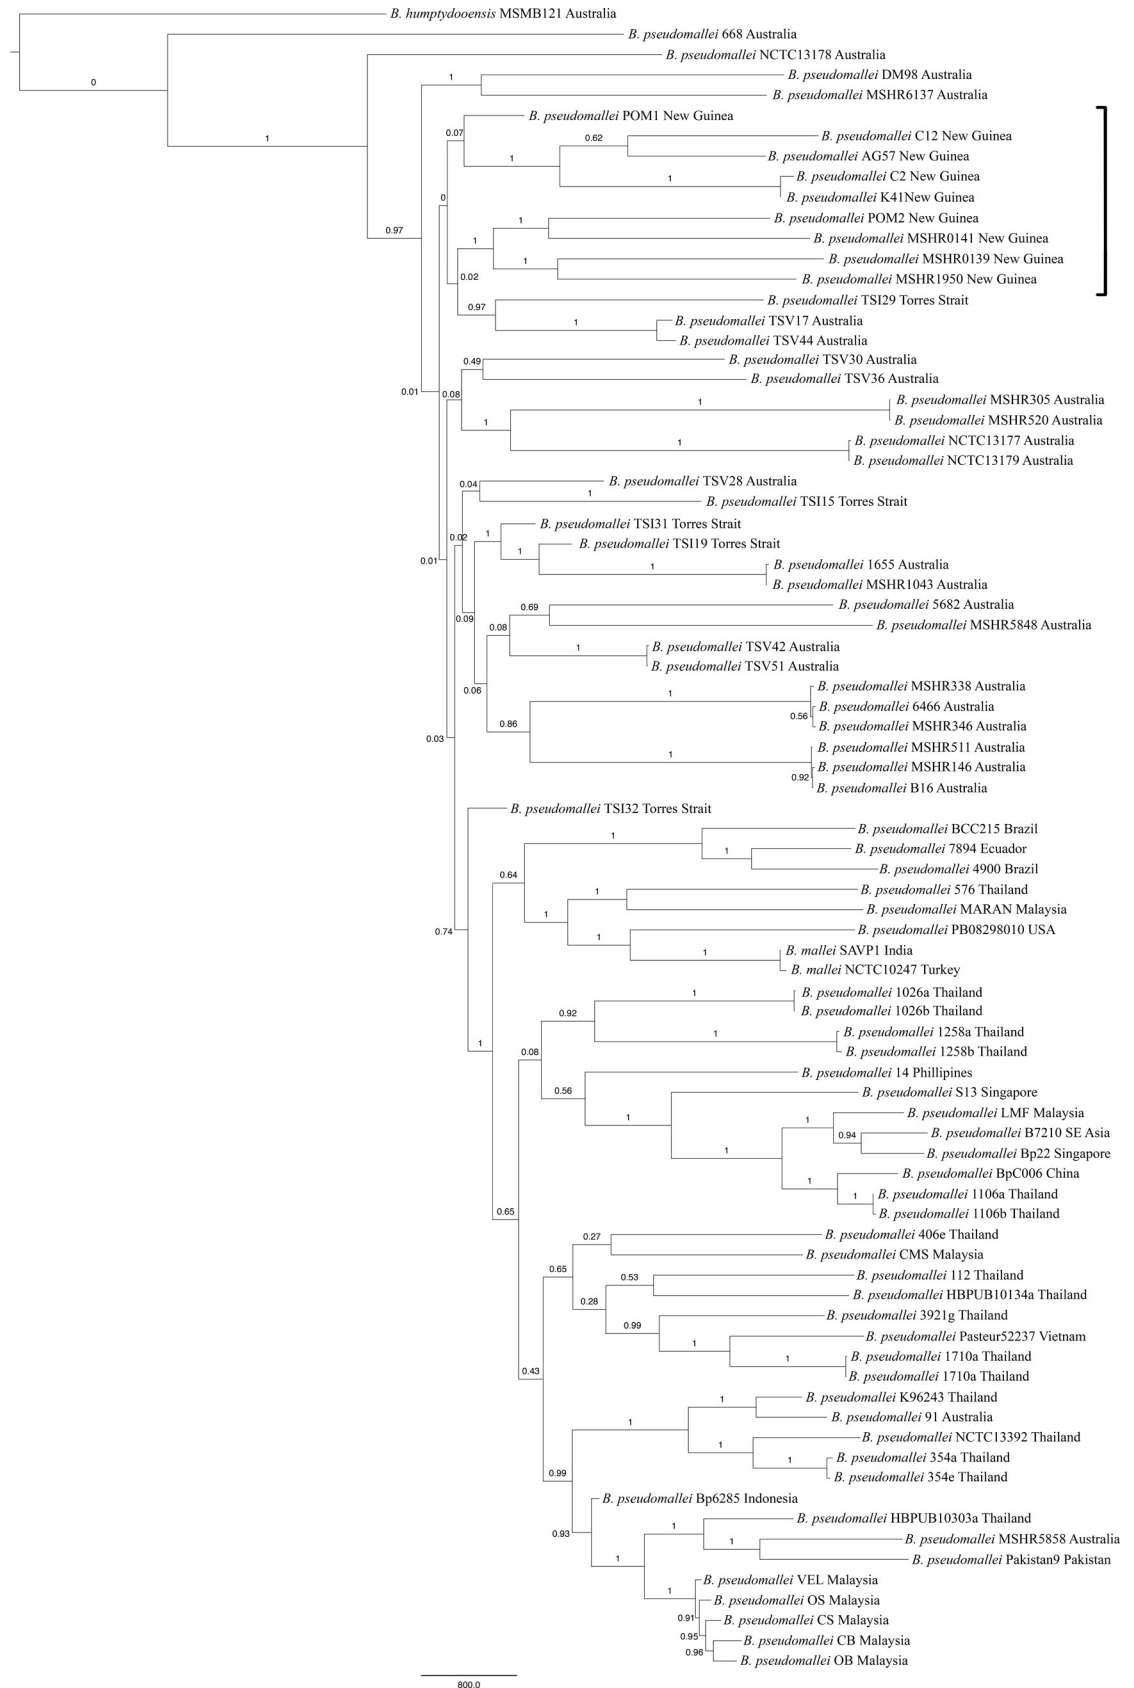 B. humptydooensis MSMB121 Australia
B. pseudomallei 668 Australia
0
B. pseudomallei NCTC13178 Australia
1
B. pseudomallei DM98 Australia
1
B. pseudomallei MSHR6137 Australia
0.97
B. pseudomallei POM1 New Guinea
0.07
B. pseudomallei C12 New Guinea
0.62
B. pseudomallei AG57 New Guinea
1
B. pseudomallei C2 New Guinea
1
B. pseudomallei K41New Guinea
0
B. pseudomallei POM2 New Guinea
1
B. pseudomallei MSHR0141 New Guinea
1
B. pseudomallei MSHR0139 New Guinea
1
B. pseudomallei MSHR1950 New Guinea
0.02
B. pseudomallei TSI29 Torres Strait
0.97
B. pseudomallei TSV17 Australia
1
B. pseudomallei TSV44 Australia
0.01
B. pseudomallei TSV30 Australia
0.49
B. pseudomallei TSV36 Australia
0.08
B. pseudomallei MSHR305 Australia
1
B. pseudomallei MSHR520 Australia
1
B. pseudomallei NCTC13177 Australia
1
B. pseudomallei NCTC13179 Australia
0.01
B. pseudomallei TSV28 Australia
0.04
B. pseudomallei TSI15 Torres Strait
1
0.02
B. pseudomallei TSI31 Torres Strait
1
B. pseudomallei TSI19 Torres Strait
1
B. pseudomallei 1655 Australia
1
B. pseudomallei MSHR1043 Australia
0.09
B. pseudomallei 5682 Australia
0.69
B. pseudomallei MSHR5848 Australia
0.08
B. pseudomallei TSV42 Australia
1
B. pseudomallei TSV51 Australia
0.06
B. pseudomallei MSHR338 Australia
1
B. pseudomallei 6466 Australia
0.56
B. pseudomallei MSHR346 Australia
0.86
B. pseudomallei MSHR511 Australia
1
B. pseudomallei MSHR146 Australia
0.92
B. pseudomallei B16 Australia
0.03
B. pseudomallei TSI32 Torres Strait
B. pseudomallei BCC215 Brazil
1
B. pseudomallei 7894 Ecuador
1
B. pseudomallei 4900 Brazil
0.64
B. pseudomallei 576 Thailand
1
B. pseudomallei MARAN Malaysia
1
B. pseudomallei PB08298010 USA
1
B. mallei SAVP1 India
1
B. mallei NCTC10247 Turkey
0.74
B. pseudomallei 1026a Thailand
1
B. pseudomallei 1026b Thailand
0.92
B. pseudomallei 1258a Thailand
1
B. pseudomallei 1258b Thailand
1
0.08
B. pseudomallei 14 Phillipines
0.56
B. pseudomallei S13 Singapore
1
B. pseudomallei LMF Malaysia
1
B. pseudomallei B7210 SE Asia
0.94
B. pseudomallei Bp22 Singapore
1
B. pseudomallei BpC006 China
1
B. pseudomallei 1106a Thailand
1
B. pseudomallei 1106b Thailand
0.65
B. pseudomallei 406e Thailand
0.27
B. pseudomallei CMS Malaysia
0.65
B. pseudomallei 112 Thailand
0.53
B. pseudomallei HBPUB10134a Thailand
0.28
B. pseudomallei 3921g Thailand
0.99
B. pseudomallei Pasteur52237 Vietnam
1
B. pseudomallei 1710a Thailand
1
B. pseudomallei 1710a Thailand
0.43
B. pseudomallei K96243 Thailand
1
B. pseudomallei 91 Australia
1
B. pseudomallei NCTC13392 Thailand
1
B. pseudomallei 354a Thailand
1
B. pseudomallei 354e Thailand
0.99
B. pseudomallei Bp6285 Indonesia
0.93
B. pseudomallei HBPUB10303a Thailand
1
B. pseudomallei MSHR5858 Australia
1
B. pseudomallei Pakistan9 Pakistan
1
B. pseudomallei VEL Malaysia
1
B. pseudomallei OS Malaysia
0.91
B. pseudomallei CS Malaysia
0.95
B. pseudomallei CB Malaysia
0.96
B. pseudomallei OB Malaysia
800.0